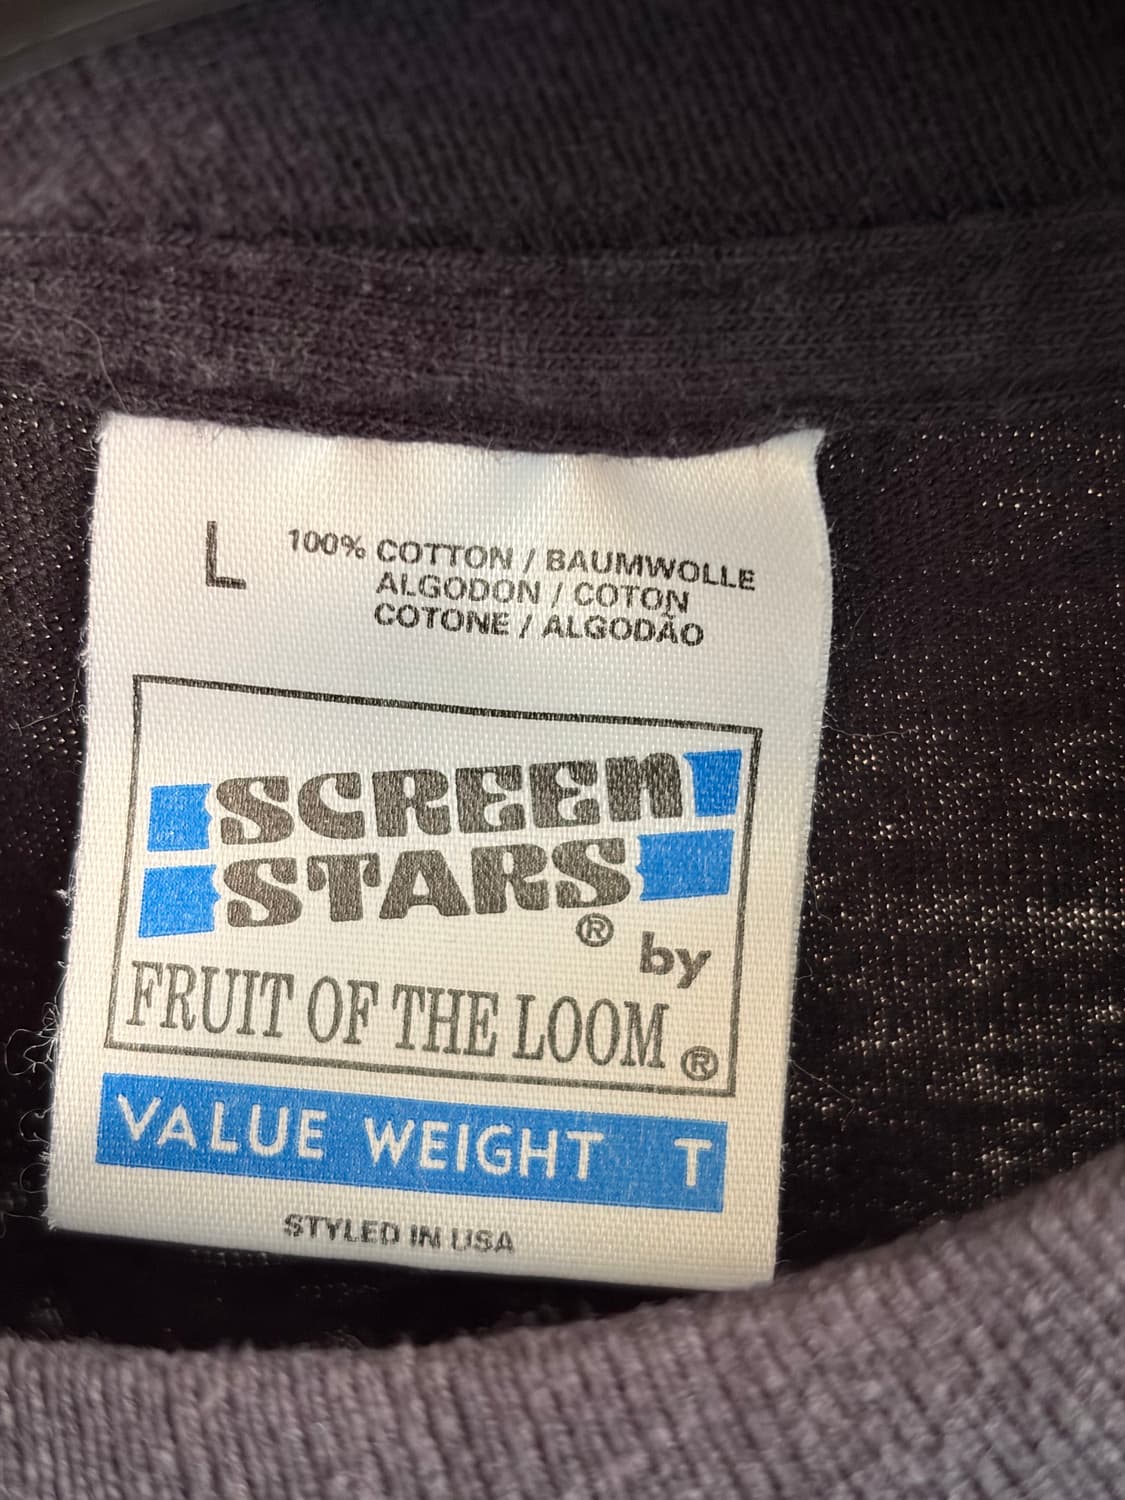 L
100% COTTON / BAUMWOLLE
ALGODON / COTON
COTONE / ALGODÃO
SCREEN
STARS®
by
FRUIT OF THE LOOM®
VALUE WEIGHT T
STYLED IN USA